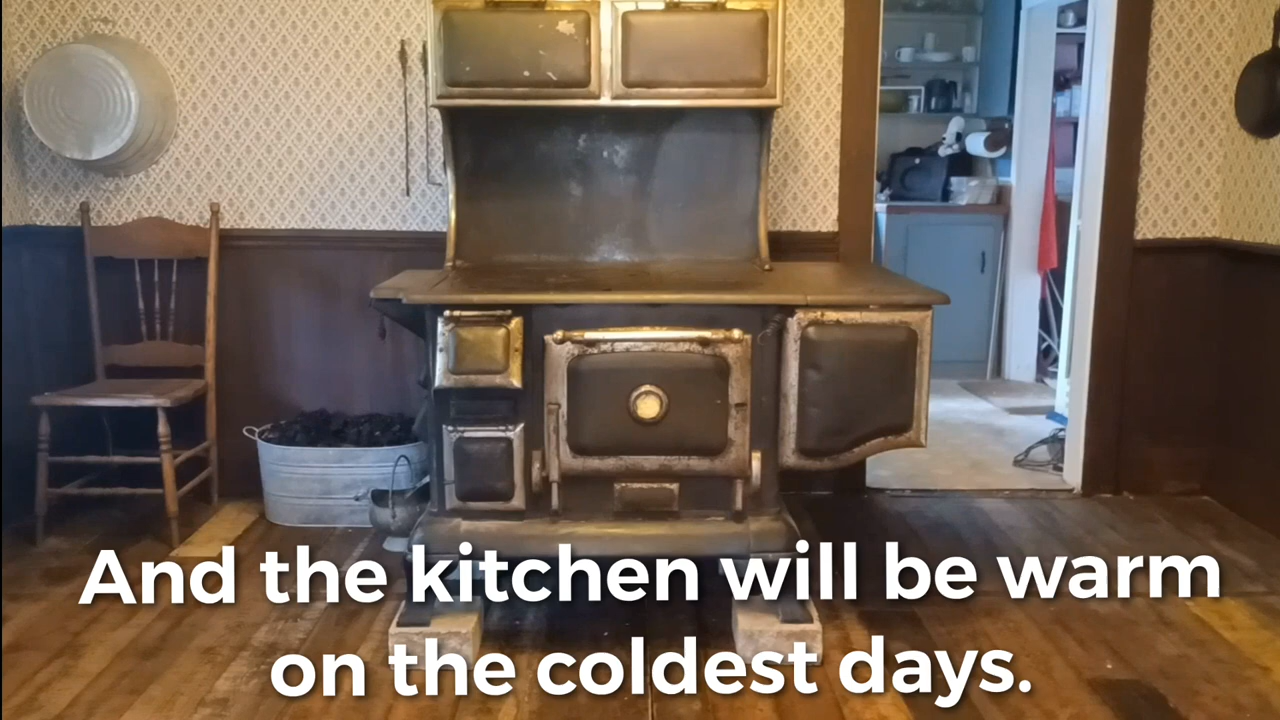 And the kitchen will be warm
on the coldest days.